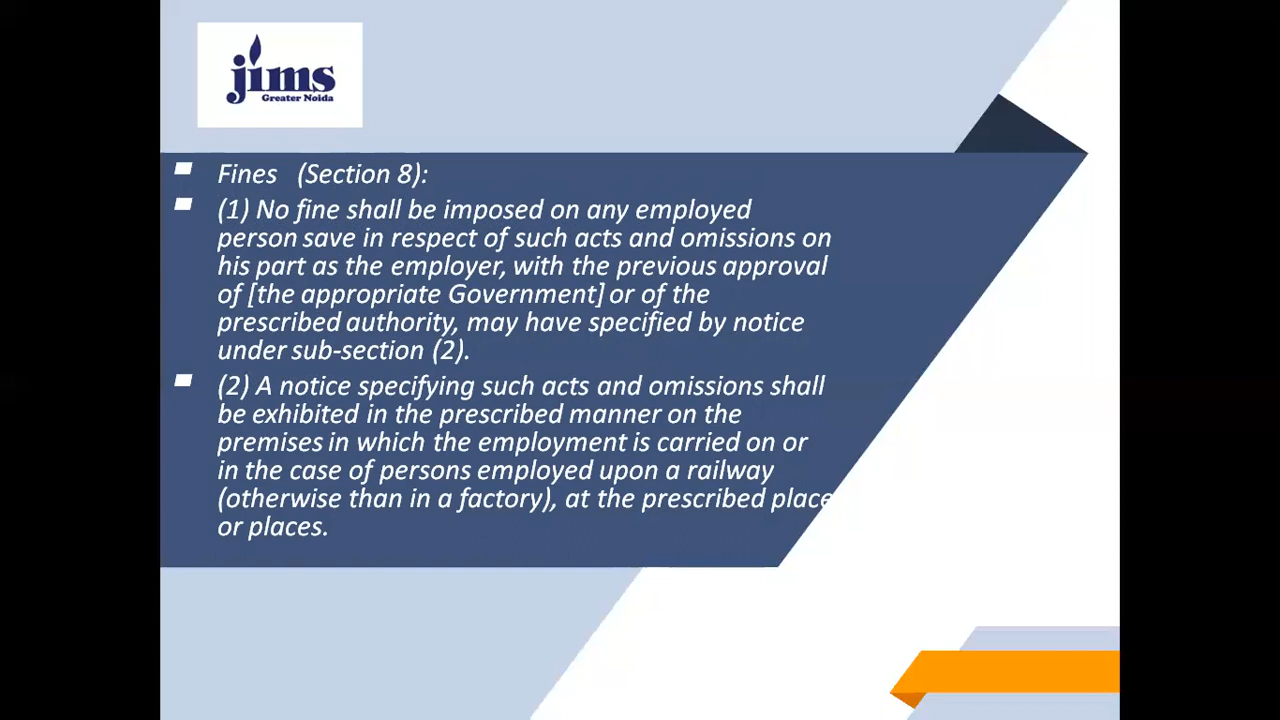 jims
Greater Noida
Fines (Section 8):
(1) No fine shall be imposed on any employed
person save in respect of such acts and omissions on
his part as the employer, with the previous approval
of [the appropriate Government] or of the
prescribed authority, may have specified by notice
under sub-section (2).
(2) A notice specifying such acts and omissions shall
be exhibited in the prescribed manner on the
premises in which the employment is carried on or
in the case of persons employed upon a railway
(otherwise than in a factory), at the prescribed place
or places.